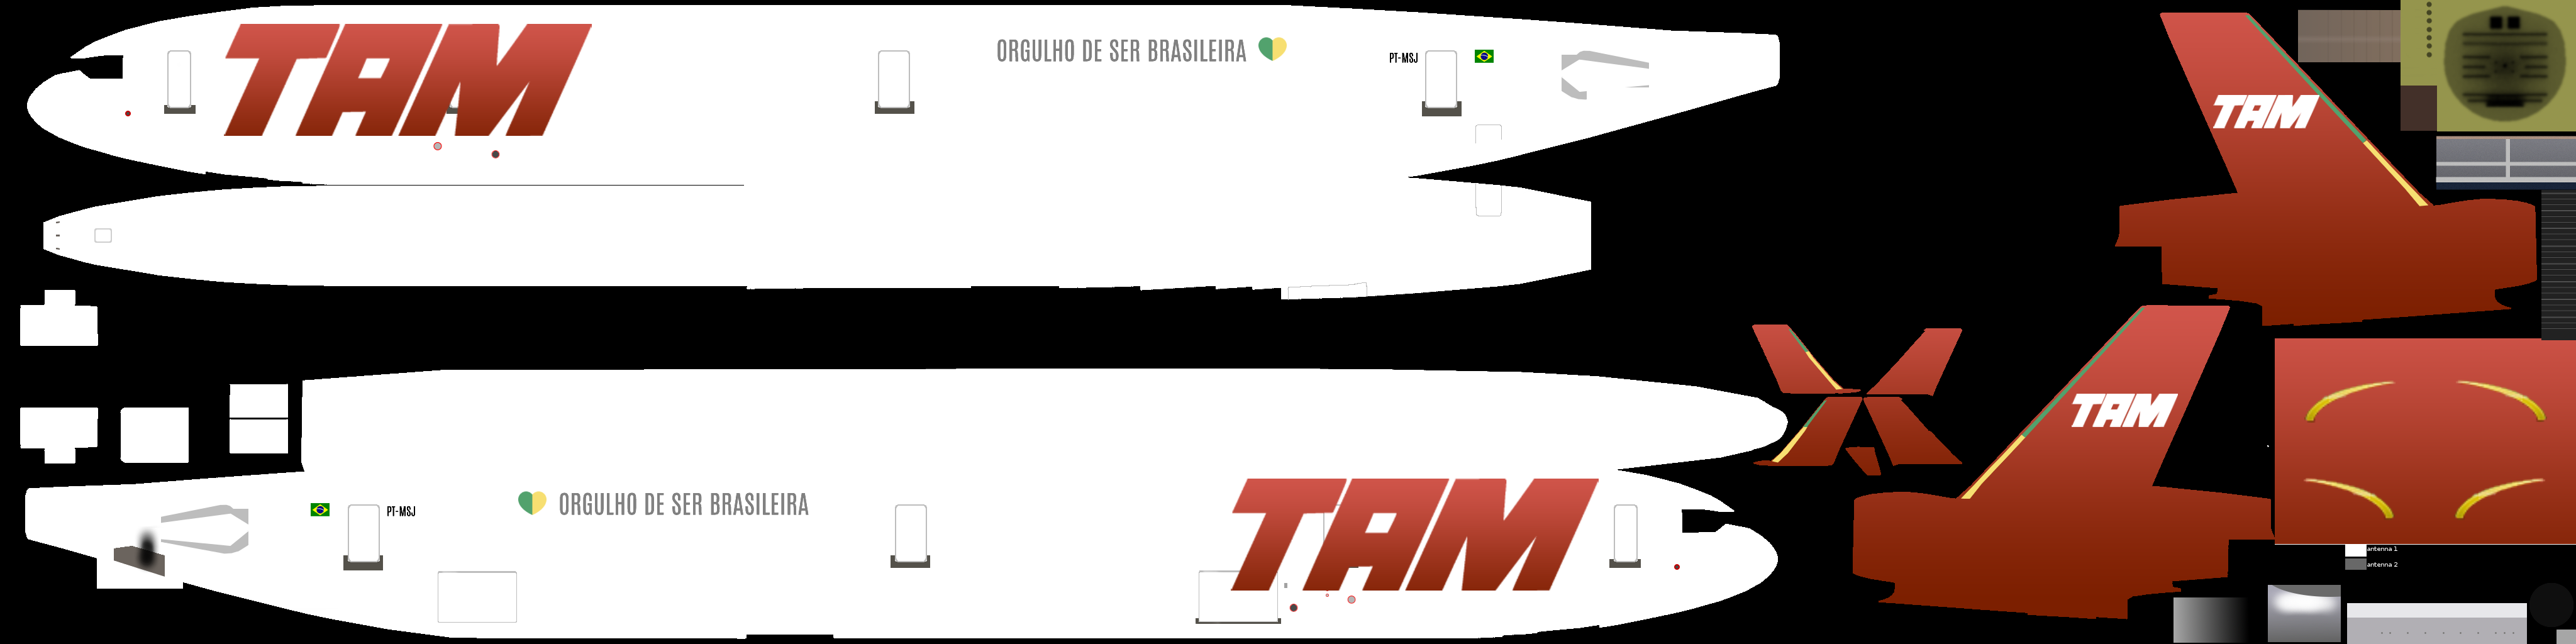 TAM
ORGULHO DE SER BRASILEIRA
PT-MSJ
TAM
TAM
PT-MSJ
ORGULHO DE SER BRASILEIRA
TAM
antenna 1
antenna 2